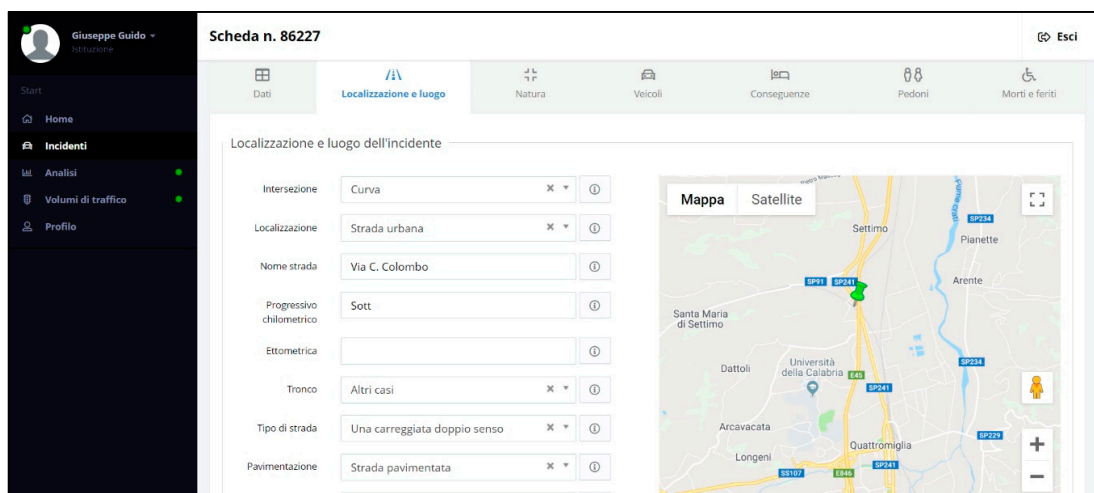 Giuseppe Guido
Istituzione
Scheda n. 86227
Esci
Start
Home
Incidenti
Analisi
Volumi di traffico
Profilo
Dati
Localizzazione e luogo
Natura
Veicoli
Conseguenze
Pedoni
Morti e feriti
Localizzazione e luogo dell'incidente
Intersezione
Curva
Localizzazione
Strada urbana
Nome strada
Via C. Colombo
Progressivo
chilometrico
Sott
Ettometrica
Tronco
Altri casi
Tipo di strada
Una carreggiata doppio senso
Pavimentazione
Strada pavimentata
Mappa
Satellite
Settimo
Fiume Crati
SP234
Pianette
SP91
SP241
Arente
Santa Maria
di Settimo
Dattoli
Università
della Calabria
E45
SP241
SP234
Arcavacata
Quattromiglia
SP229
Longeni
SS107
E846
SP241